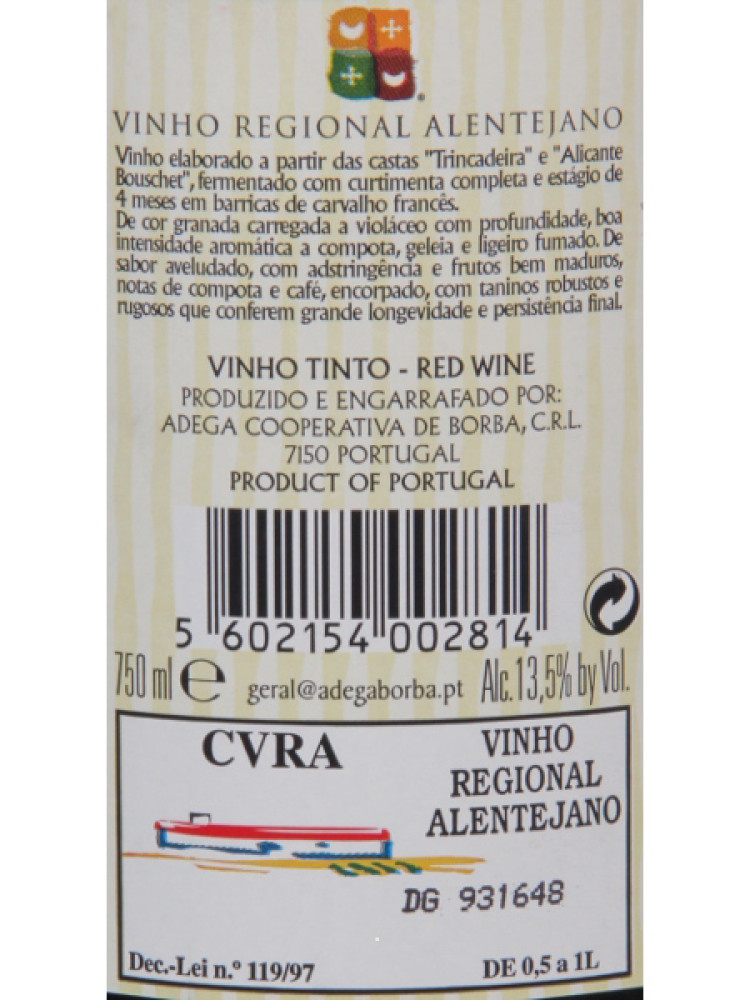 VINHO REGIONAL ALENTEJANO
Vinho elaborado a partir das castas "Trincadeira" e "Alicante
Bouschet", fermentado com curtimenta completa e estágio de
4 meses em barricas de carvalho francês.
De cor granada carregada a violáceo com profundidade, boa
intensidade aromática a compota, geleia e ligeiro fumado. De
sabor aveludado, com adstringência e frutos bem maduros,
notas de compota e café, encorpado, com taninos robustos e
rugosos que conferem grande longevidade e persistência final.
VINHO TINTO - RED WINE
PRODUZIDO E ENGARRAFADO POR:
ADEGA COOPERATIVA DE BORBA, C.R.L.
7150 PORTUGAL
PRODUCT OF PORTUGAL
5 602154 002814
750 ml e geral@adegaborba.pt Alc. 13,5% by Vol.
CVRA
VINHO
REGIONAL
ALENTEJANO
DG 931648
Dec.-Lei n.º 119/97
DE 0,5 a 1L